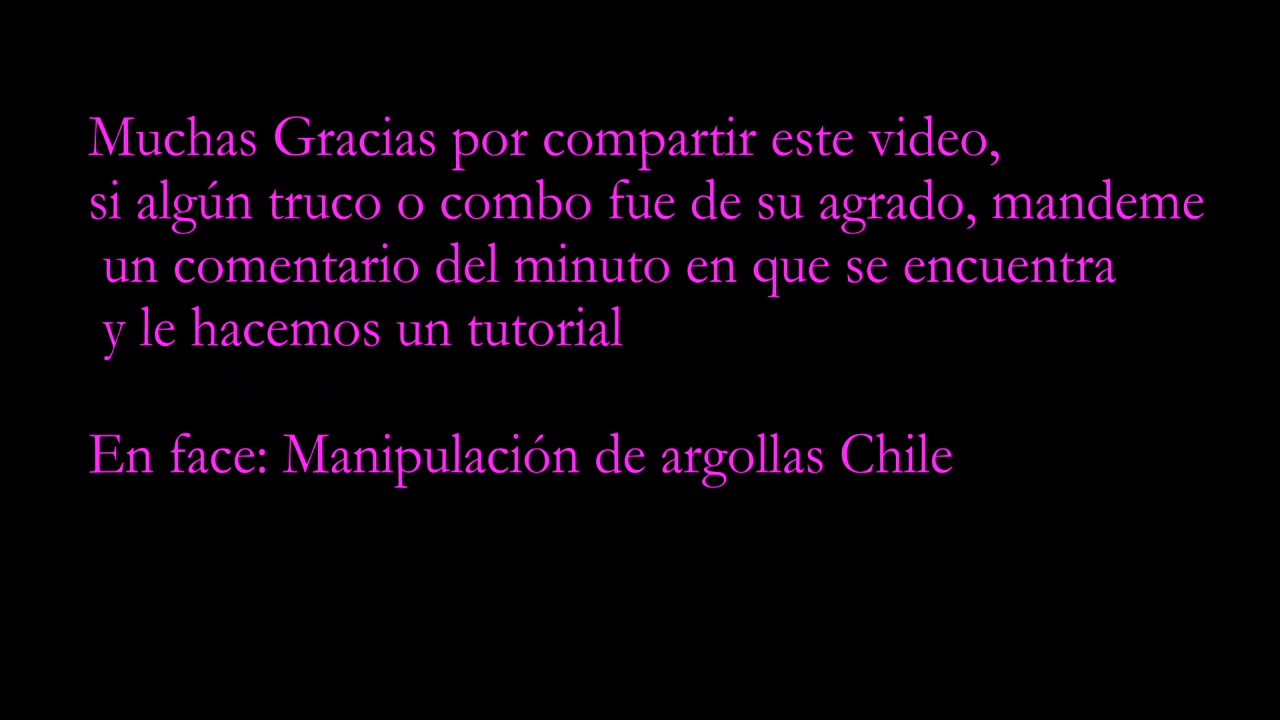 Muchas Gracias por compartir este video,
si algún truco o combo fue de su agrado, mandeme
un comentario del minuto en que se encuentra
y le hacemos un tutorial
En face: Manipulación de argollas Chile